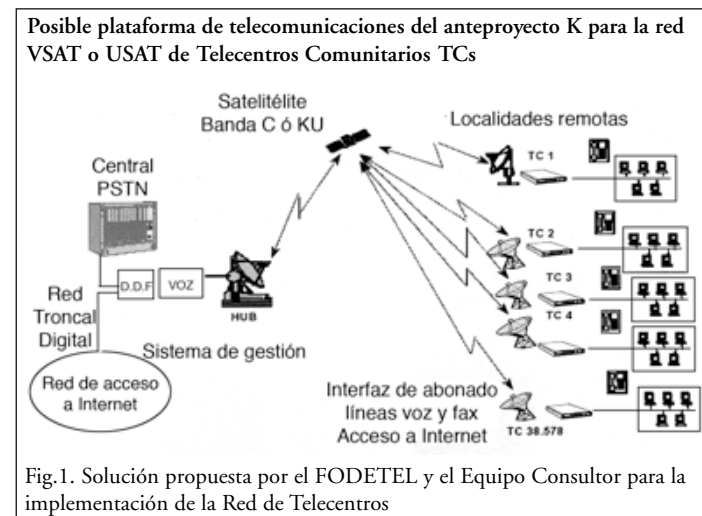 Posible plataforma de telecomunicaciones del anteproyecto K para la red
VSAT o USAT de Telecentros Comunitarios TCs
Satelitélite
Banda C ó KU
Localidades remotas
Central
PSTN
TC 1
TC 2
TC 3
TC 4
D.D.F
VOZ
HUB
Red
Troncal
Digital
Sistema de gestión
Red de acceso
a Internet
Interfaz de abonado
líneas voz y fax
Acceso a Internet
TC 38.578
Fig.1. Solución propuesta por el FODETEL y el Equipo Consultor para la
implementación de la Red de Telecentros